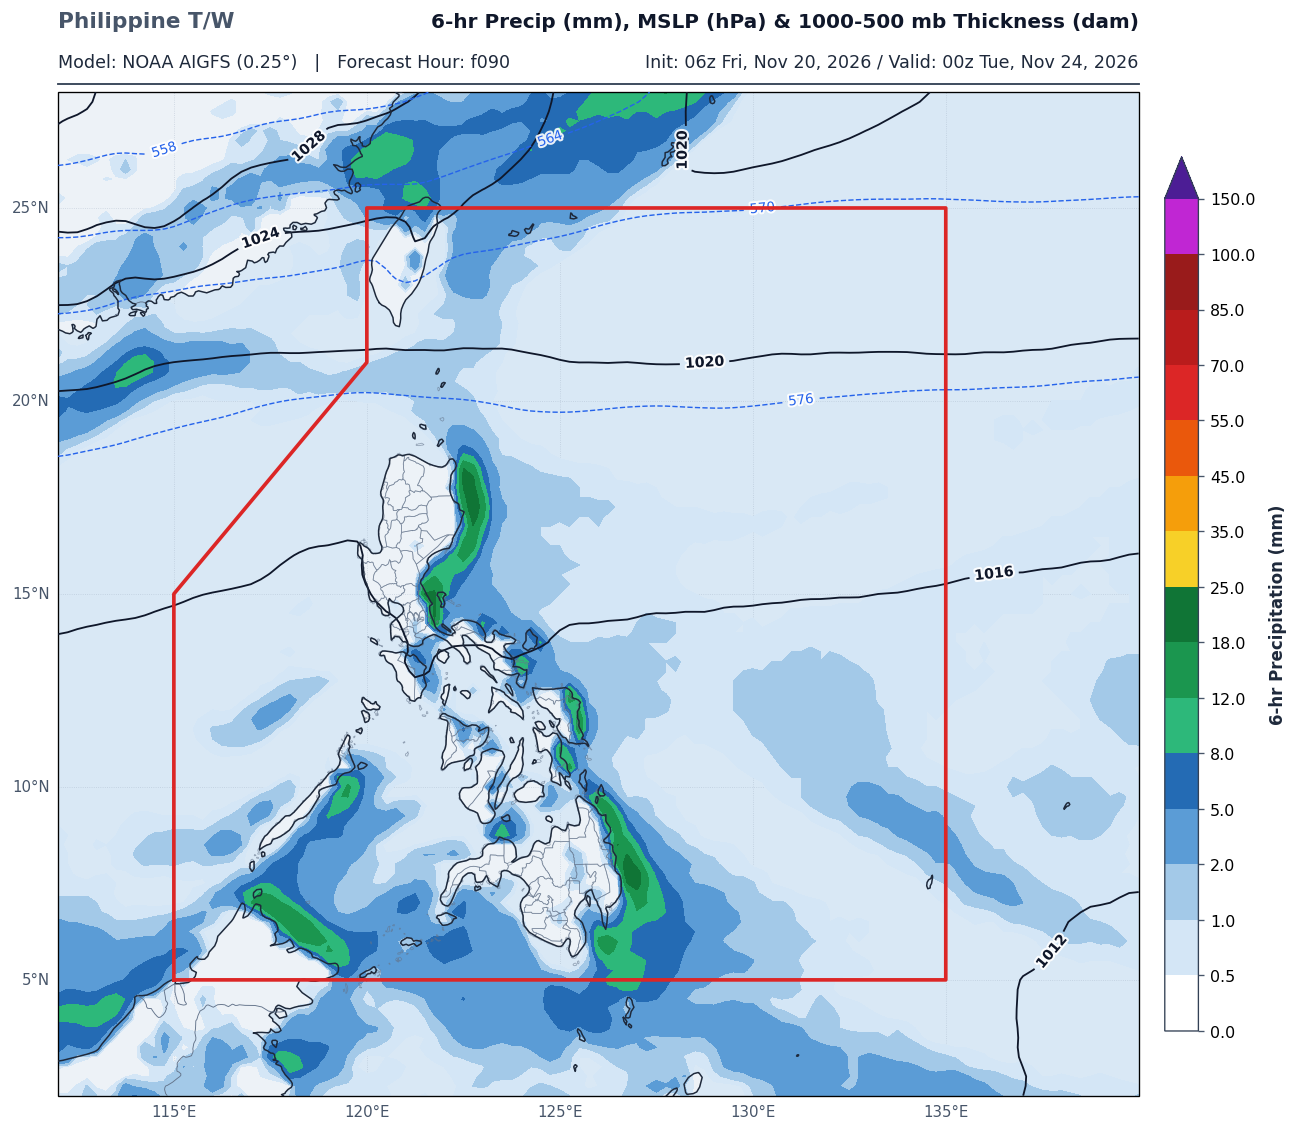 Philippine T/W
6-hr Precip (mm), MSLP (hPa) & 1000-500 mb Thickness (dam)
Model: NOAA AIGFS (0.25°) | Forecast Hour: f090
Init: 06z Fri, Nov 20, 2026 / Valid: 00z Tue, Nov 24, 2026
558
1028
564
1020
570
1024
1020
576
1016
1012
25°N
20°N
15°N
10°N
5°N
115°E
120°E
125°E
130°E
135°E
150.0
100.0
85.0
70.0
55.0
45.0
35.0
25.0
18.0
12.0
8.0
5.0
2.0
1.0
0.5
0.0
6-hr Precipitation (mm)